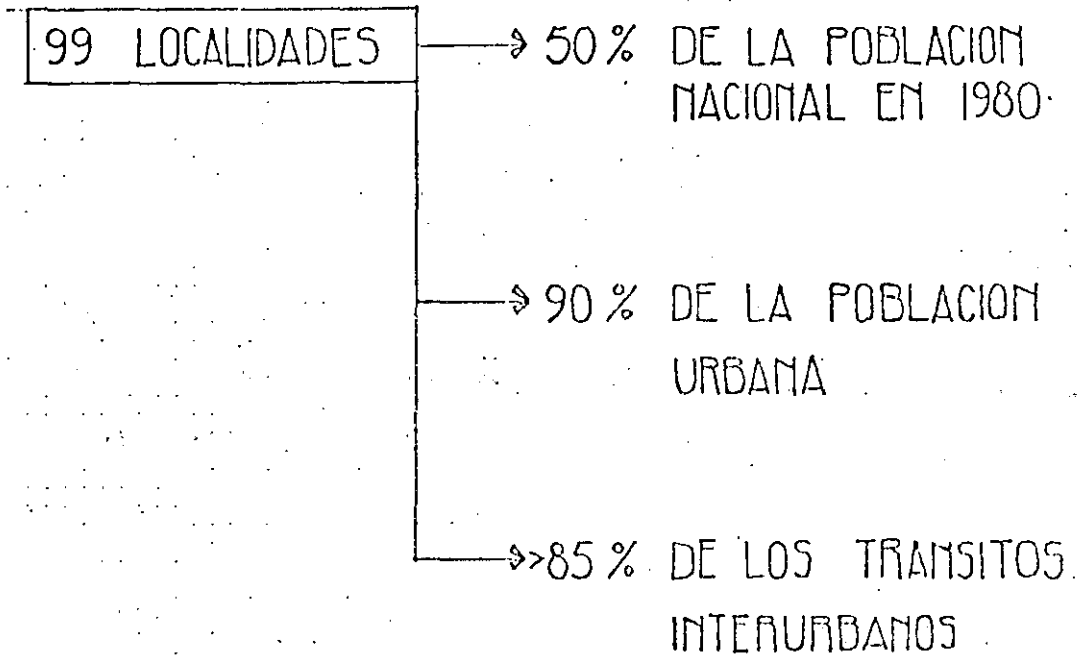 99 LOCALIDADES
50 % DE LA POBLACION
NACIONAL EN 1980
90 % DE LA POBLACION
URBANA
>85 % DE LOS TRANSITOS
INTERURBANOS